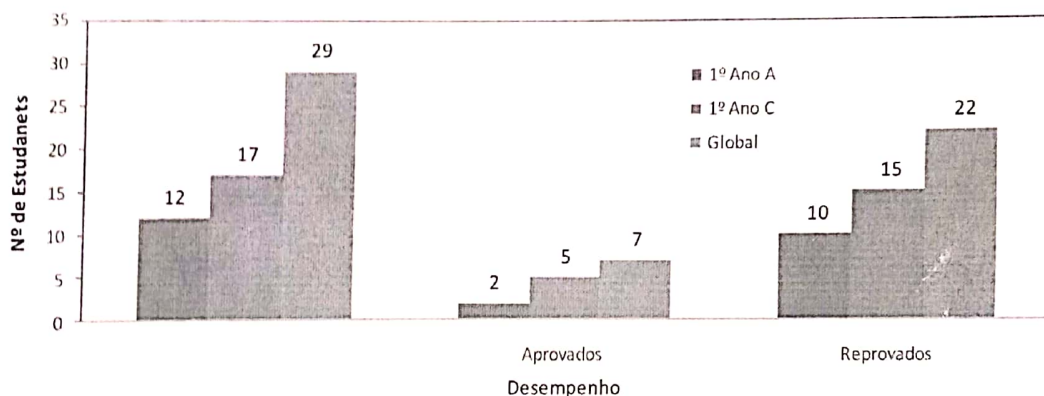 Nº de Estudanets
35
30
25
20
15
10
5
0
12
17
29
2
5
7
10
15
22
1º Ano A
1º Ano C
Global
Aprovados
Reprovados
Desempenho